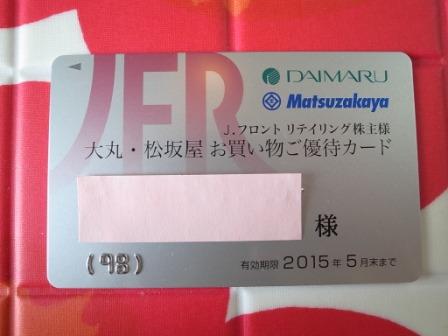 JFR
DAIMARU
Matsuzakaya
J.フロント リテイリング株主様
大丸・松坂屋 お買い物ご優待カード
様
(98)
有効期限 2015年5月末まで